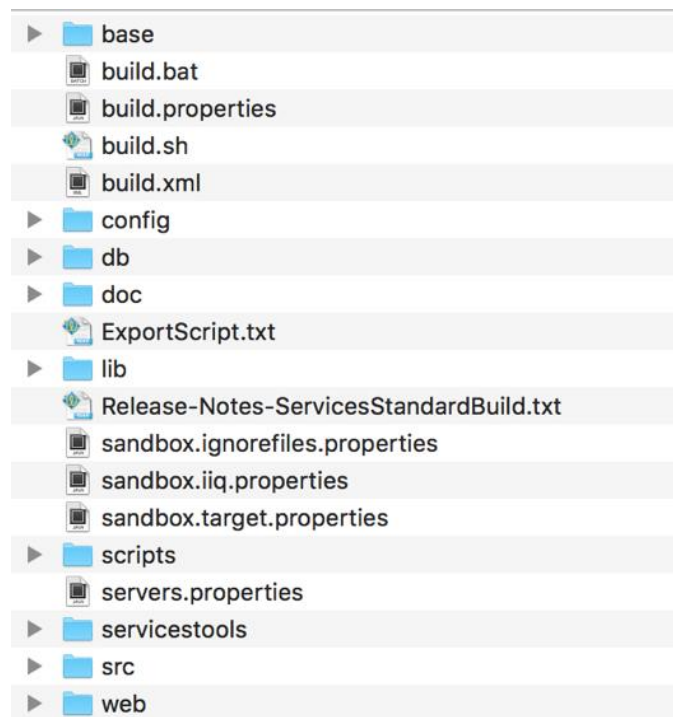 base
build.bat
build.properties
build.sh
build.xml
config
db
doc
ExportScript.txt
lib
Release-Notes-ServicesStandardBuild.txt
sandbox.ignorefiles.properties
sandbox.iiq.properties
sandbox.target.properties
scripts
servers.properties
servicestools
src
web